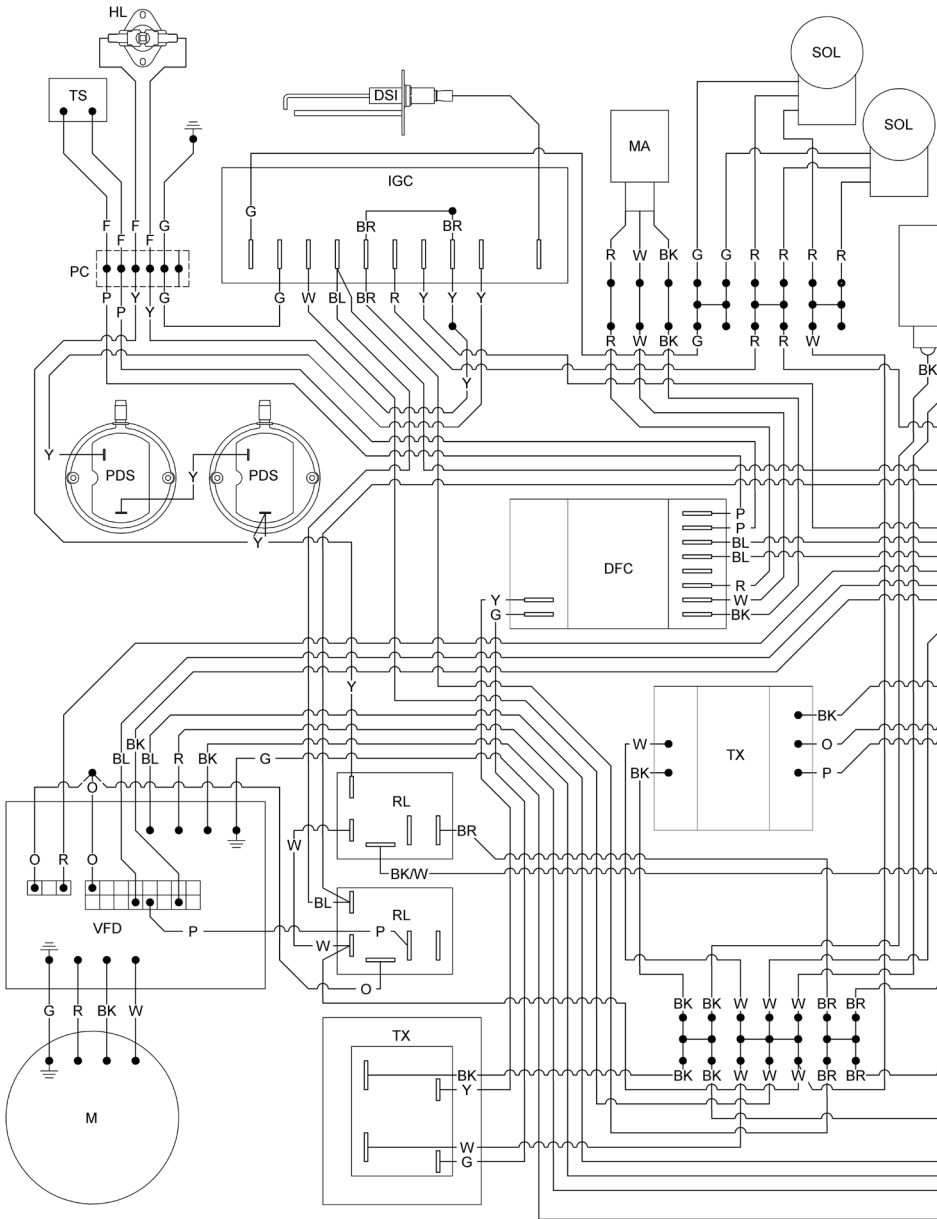 HL
SOL
TS
DSI
SOL
MA
IGC
G
F F F F G
BR BR
PC
R W BK G G R R R R
P P Y Y G
G W BL BR R Y Y Y
R W BK G R R W
BK
Y
Y PDS Y PDS
Y
P
P
BL
BL
DFC
R
Y W
G BK
Y
BK
W O
TX
BK P
BL BK BL R BK G
O O
RL
W BR
O R O
BK/W
BL
RL
VFD P P
W
O
G R BK W
BK BK W W W BR BR
TX
BK BK W W W BR BR
BK
Y
M
W
G